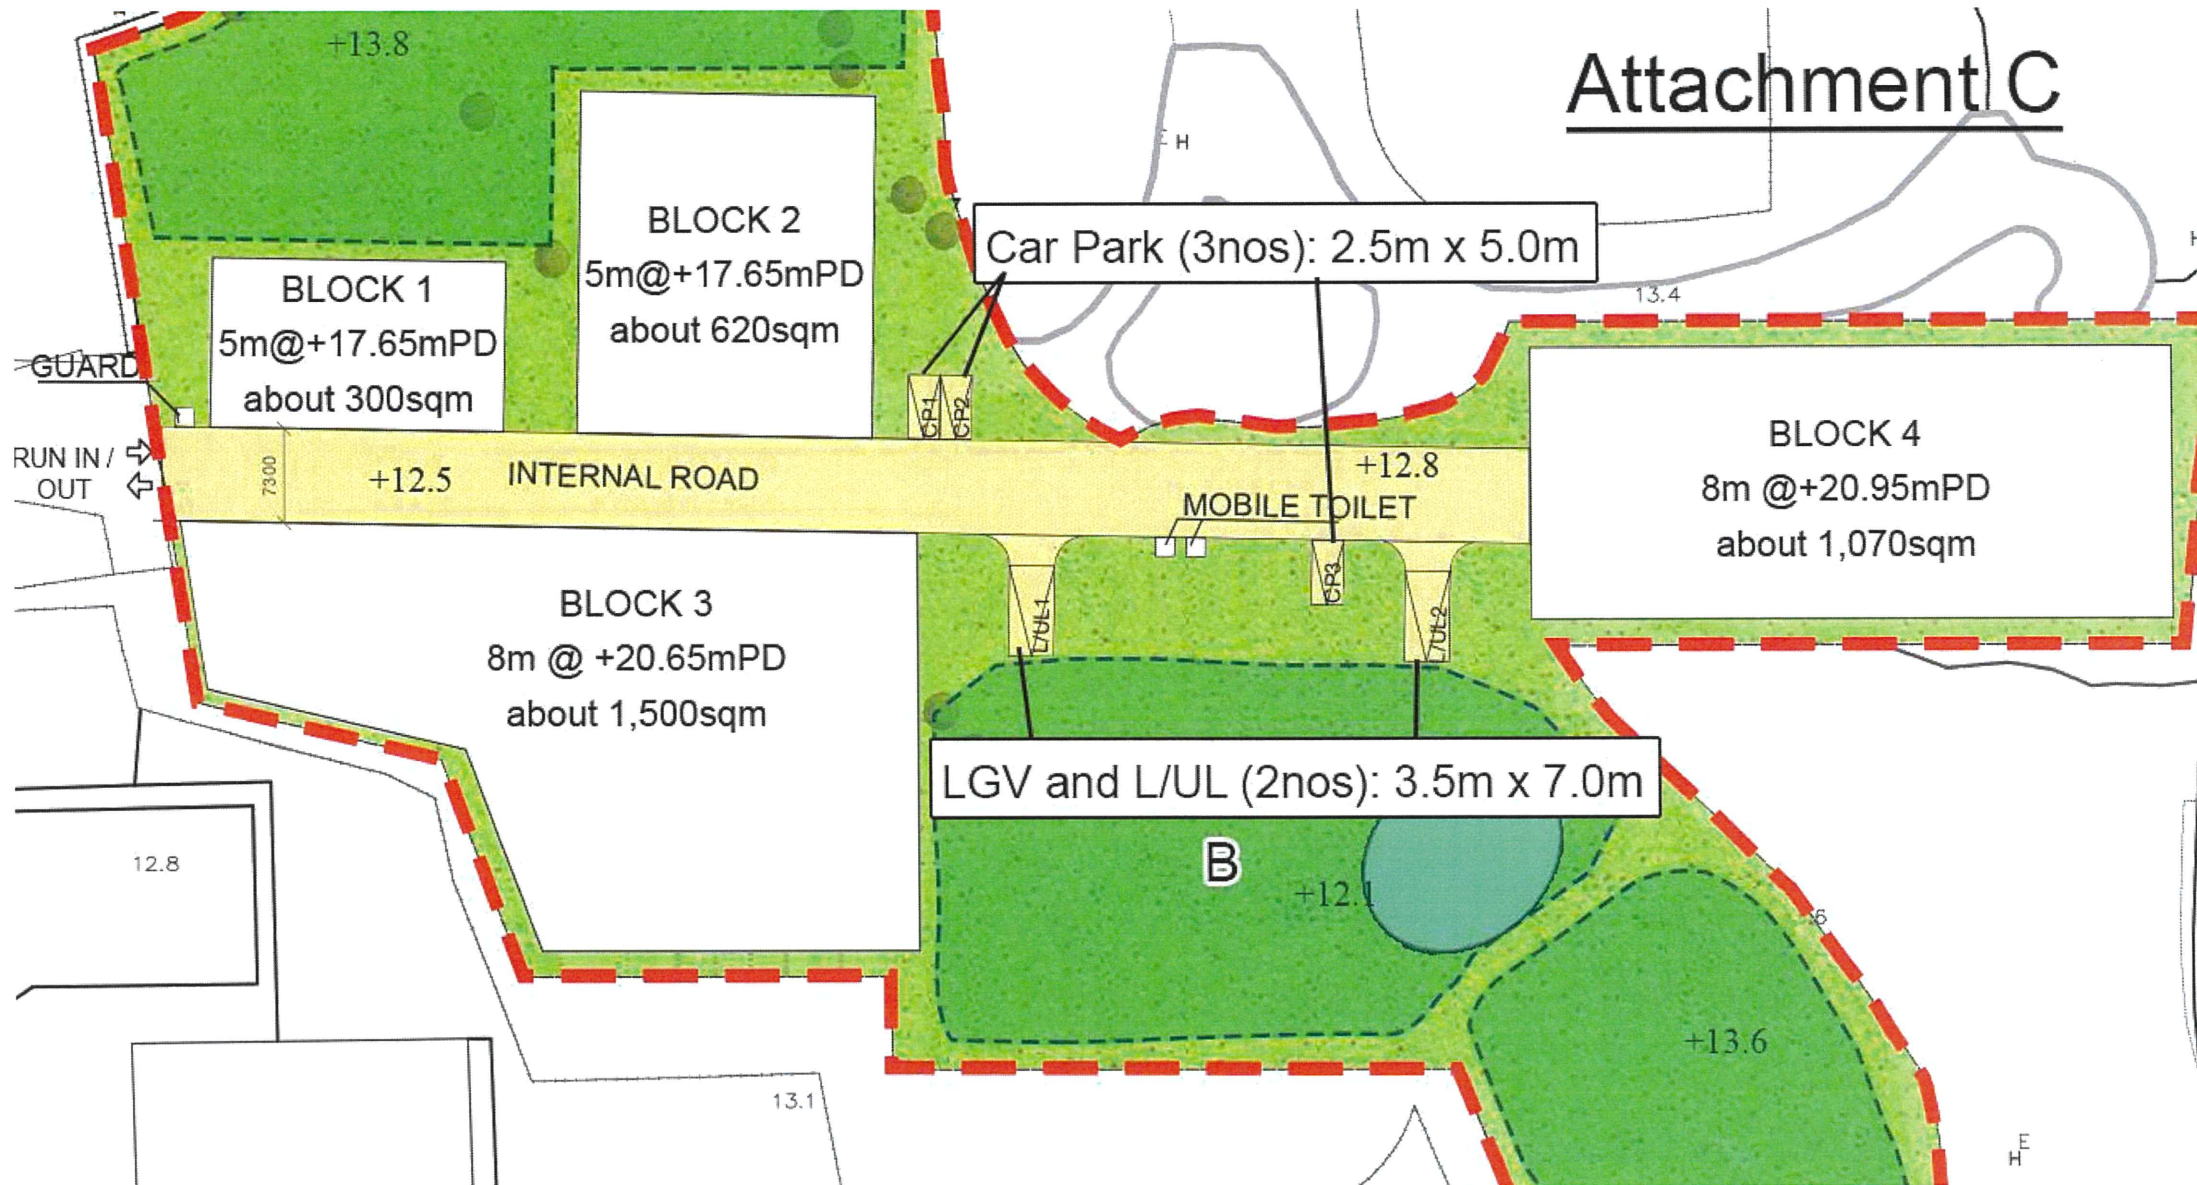 +13.8
Attachment C
E H
BLOCK 2
5m@+17.65mPD
about 620sqm
Car Park (3nos): 2.5m x 5.0m
13.4
BLOCK 1
5m@+17.65mPD
about 300sqm
GUARD
CP1
CP2
BLOCK 4
8m @+20.95mPD
about 1,070sqm
RUN IN /
OUT
7300
+12.5
INTERNAL ROAD
+12.8
MOBILE TOILET
BLOCK 3
8m @ +20.65mPD
about 1,500sqm
L/UL1
CP3
L/UL2
LGV and L/UL (2nos): 3.5m x 7.0m
B
+12.1
12.8
6
+13.6
13.1
E
H